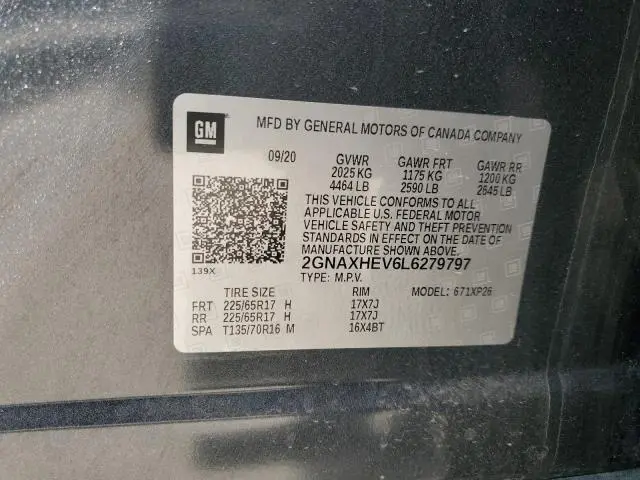 GM
MFD BY GENERAL MOTORS OF CANADA COMPANY
09/20 GVWR GAWR FRT GAWR RR
2025 KG 1175 KG 1200 KG
4464 LB 2590 LB 2645 LB
THIS VEHICLE CONFORMS TO ALL
APPLICABLE U.S. FEDERAL MOTOR
VEHICLE SAFETY AND THEFT PREVENTION
STANDARDS IN EFFECT ON THE DATE OF
MANUFACTURE SHOWN ABOVE.
139X 2GNAXHEV6L6279797
TYPE: M.P.V.
TIRE SIZE RIM MODEL: 671XP26
FRT 225/65R17 H 17X7J
RR 225/65R17 H 17X7J
SPA T135/70R16 M 16X4BT